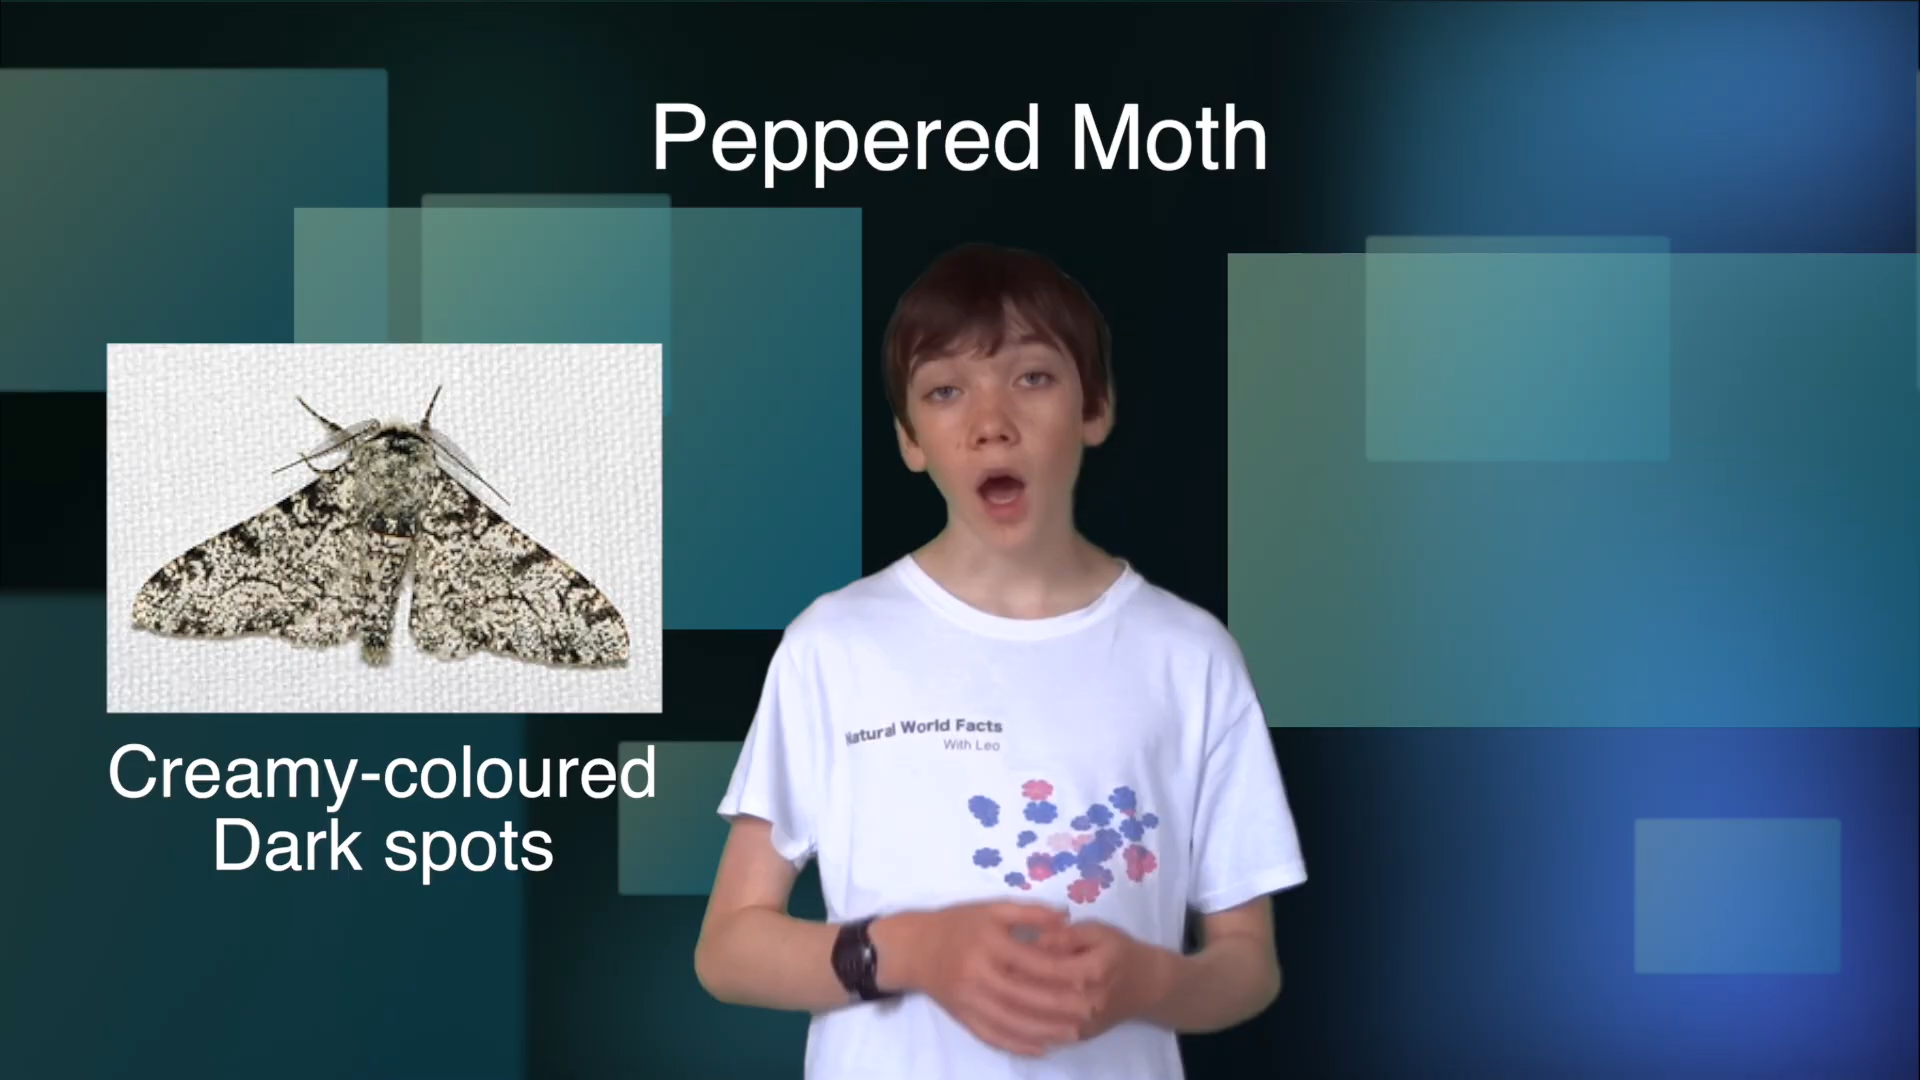 Peppered Moth
Creamy-coloured
Dark spots
Natural World Facts
With Leo